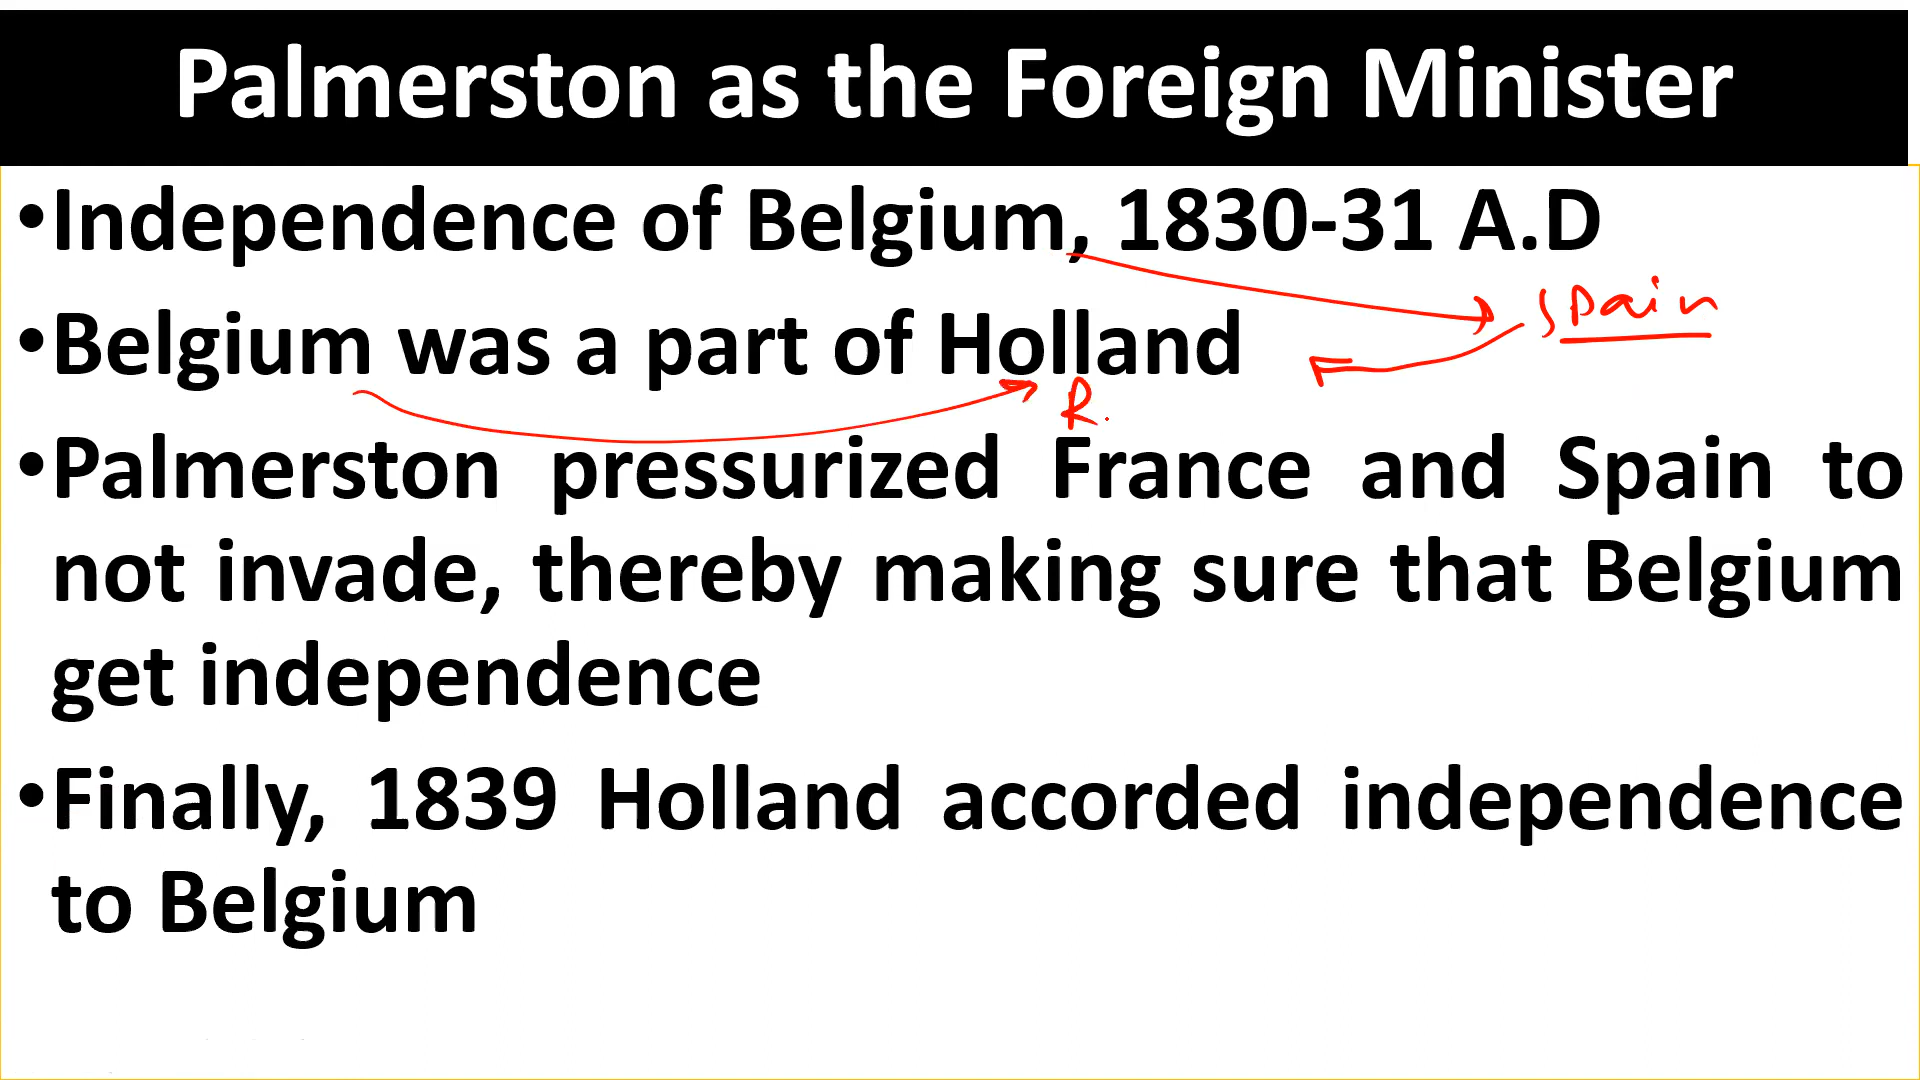 Palmerston as the Foreign Minister
•Independence of Belgium, 1830-31 A.D
Spain
•Belgium was a part of Holland
R.
•Palmerston pressurized France and Spain to
not invade, thereby making sure that Belgium
get independence
•Finally, 1839 Holland accorded independence
to Belgium